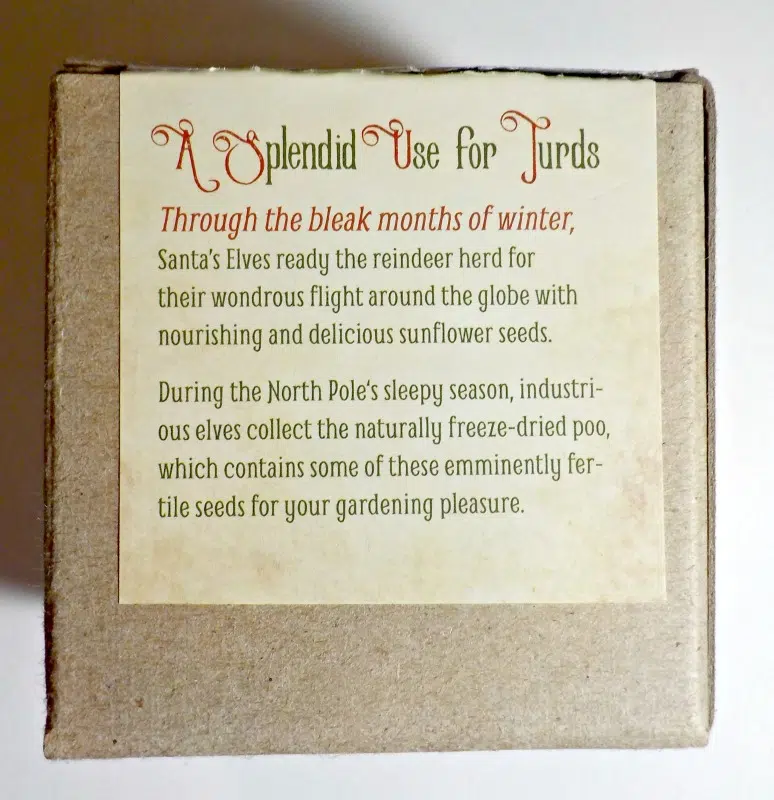 A Splendid Use for Turds
Through the bleak months of winter,
Santa's Elves ready the reindeer herd for
their wondrous flight around the globe with
nourishing and delicious sunflower seeds.
During the North Pole's sleepy season, industri-
ous elves collect the naturally freeze-dried poo,
which contains some of these emminently fer-
tile seeds for your gardening pleasure.